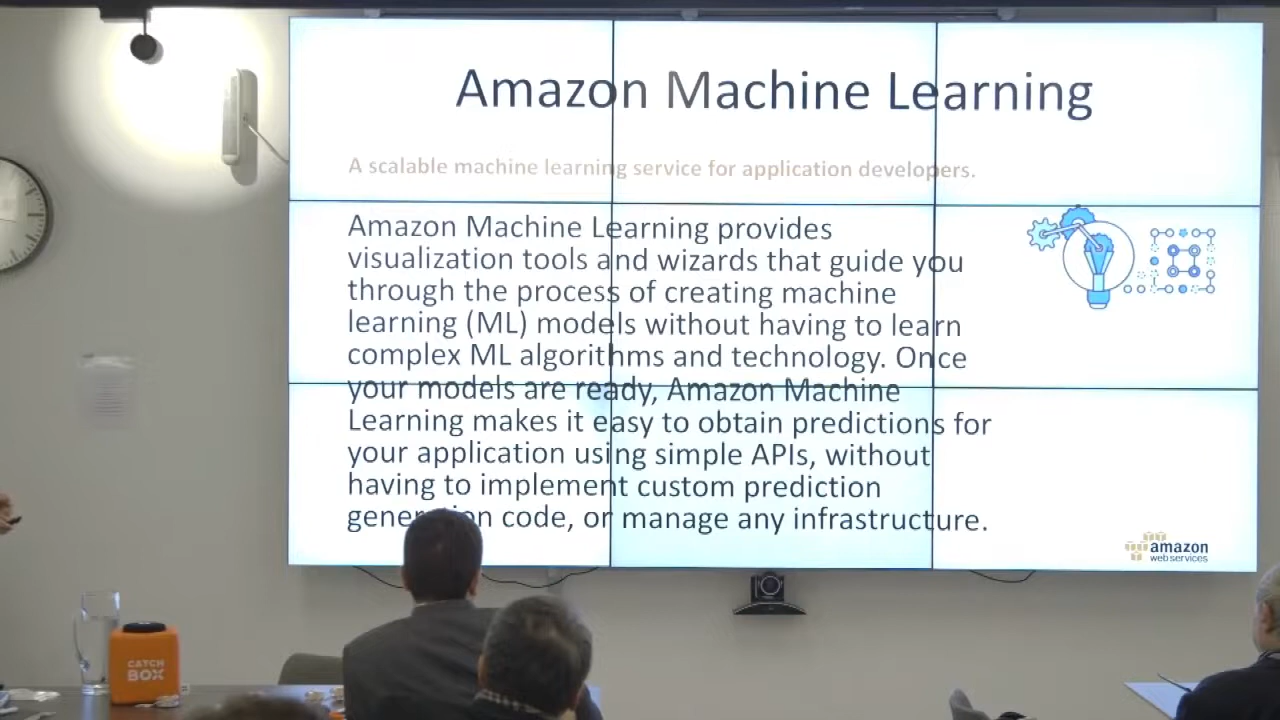 Amazon Machine Learning
A scalable machine learning service for application developers.
Amazon Machine Learning provides
visualization tools and wizards that guide you
through the process of creating machine
learning (ML) models without having to learn
complex ML algorithms and technology. Once
your models are ready, Amazon Machine
Learning makes it easy to obtain predictions for
your application using simple APIs, without
having to implement custom prediction
generation code, or manage any infrastructure.
amazon
webservices
CATCH
BOX